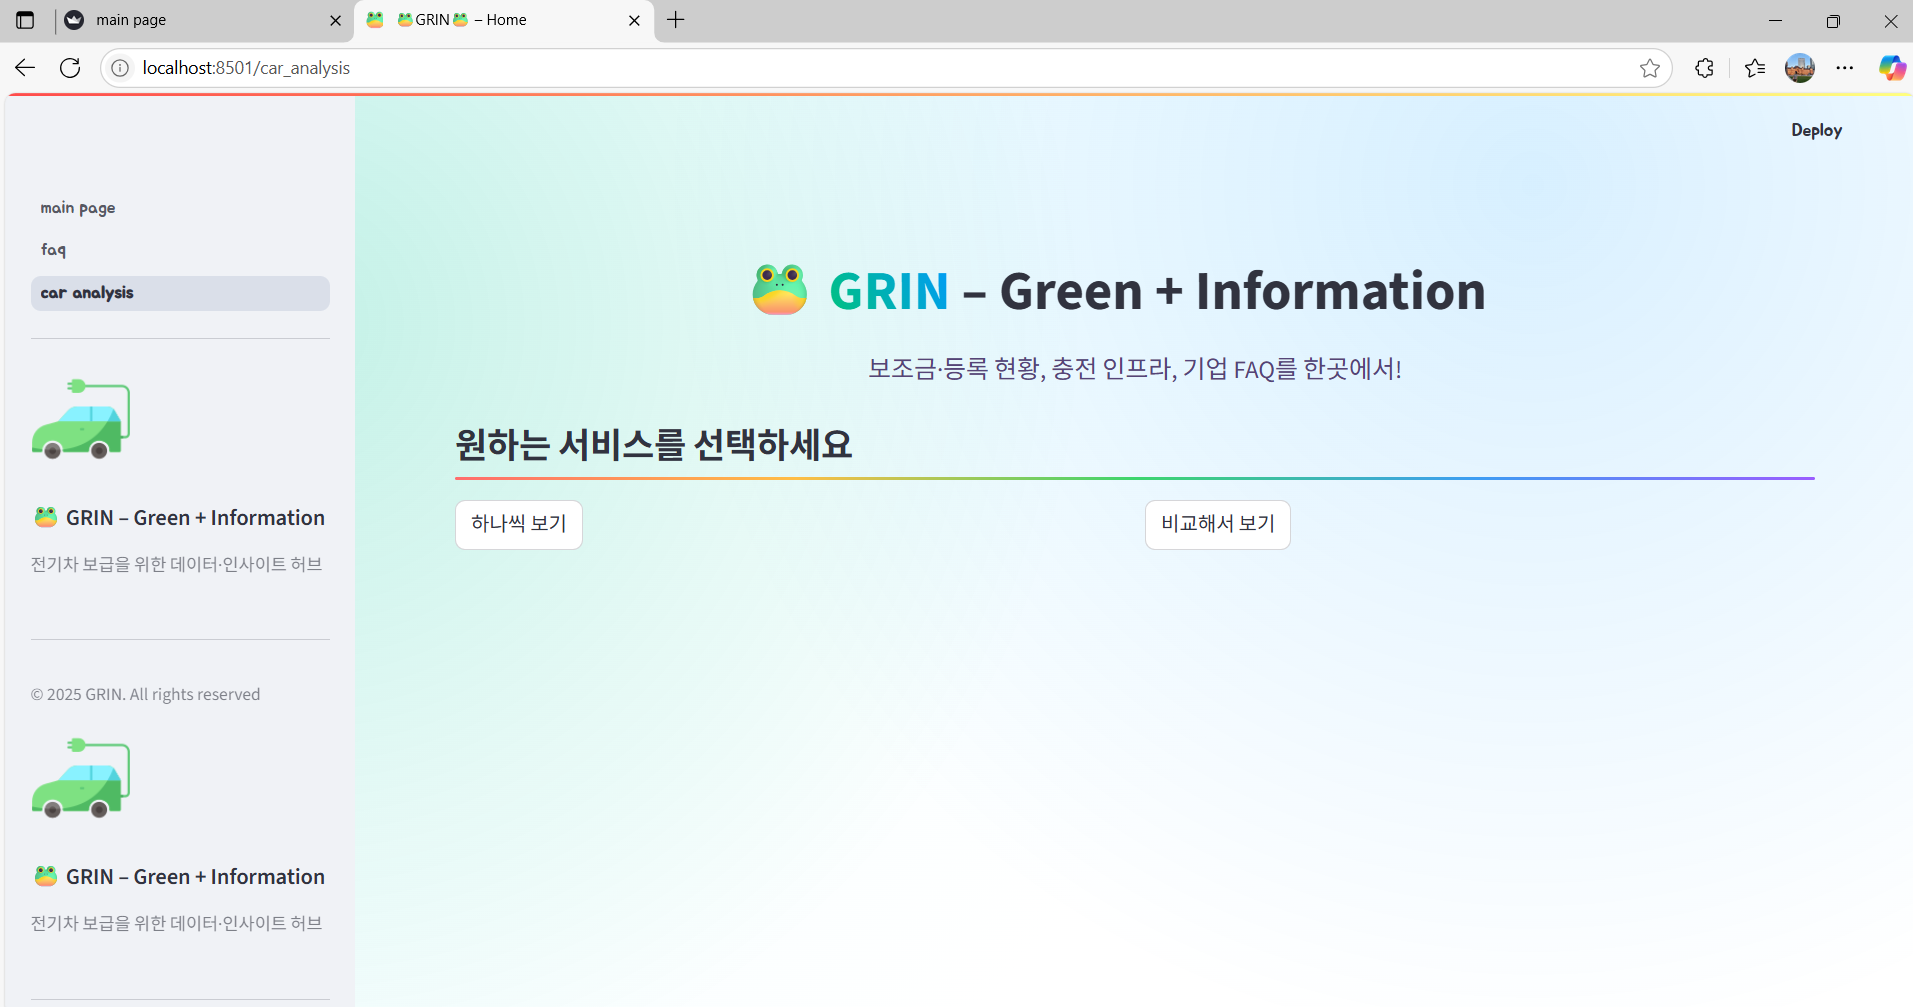 main page
GRIN – Home
localhost:8501/car_analysis
Deploy
main page
faq
car analysis
GRIN – Green + Information
전기차 보급을 위한 데이터·인사이트 허브
© 2025 GRIN. All rights reserved
GRIN – Green + Information
전기차 보급을 위한 데이터·인사이트 허브
GRIN – Green + Information
보조금·등록 현황, 충전 인프라, 기업 FAQ를 한곳에서!
원하는 서비스를 선택하세요
하나씩 보기
비교해서 보기